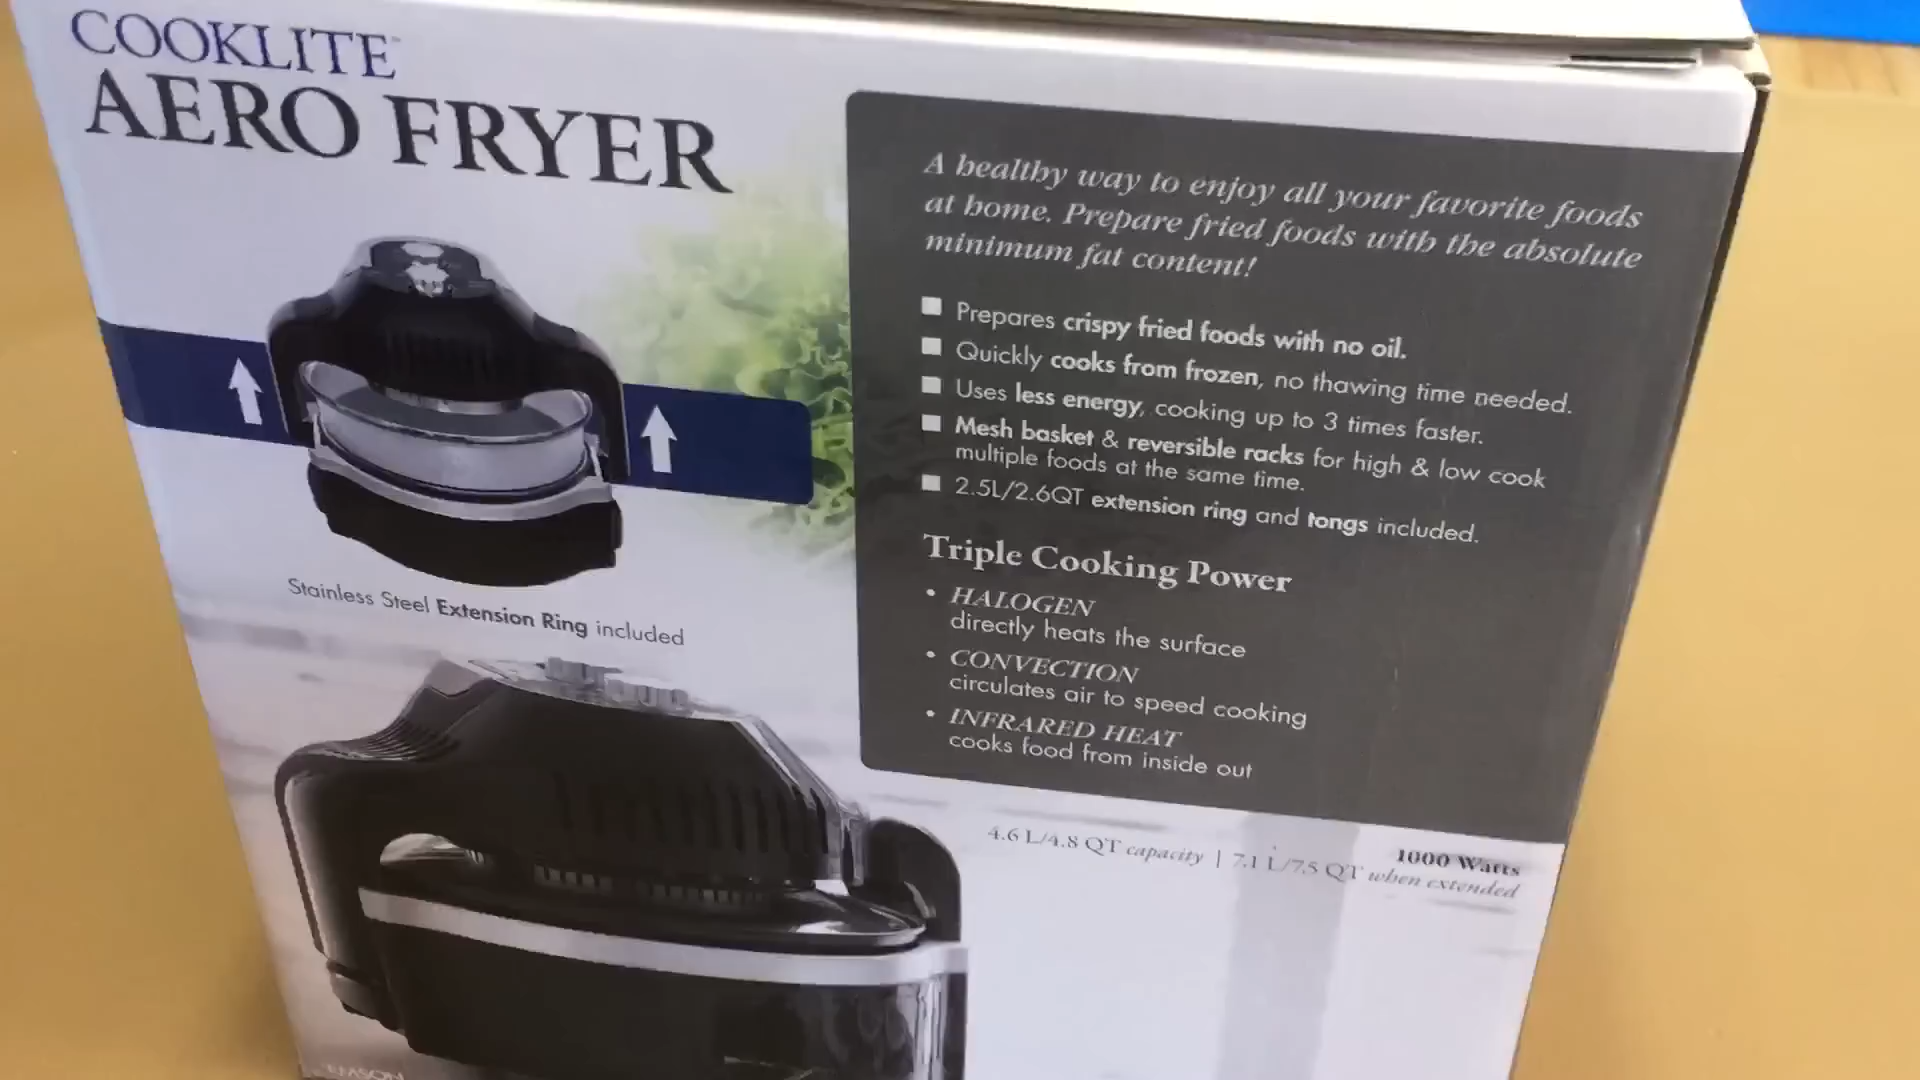 COOKLITE™
AERO FRYER
A healthy way to enjoy all your favorite foods
at home. Prepare fried foods with the absolute
minimum fat content!
Prepares crispy fried foods with no oil.
Quickly cooks from frozen, no thawing time needed.
Uses less energy, cooking up to 3 times faster.
Mesh basket & reversible racks for high & low cook
multiple foods at the same time.
2.5L/2.6QT extension ring and tongs included.
Triple Cooking Power
• HALOGEN
directly heats the surface
• CONVECTION
circulates air to speed cooking
• INFRARED HEAT
cooks food from inside out
Stainless Steel Extension Ring included
1000 Watts
4.6 L/4.8 QT capacity | 7.1 L/7.5 QT when extended
EMSON